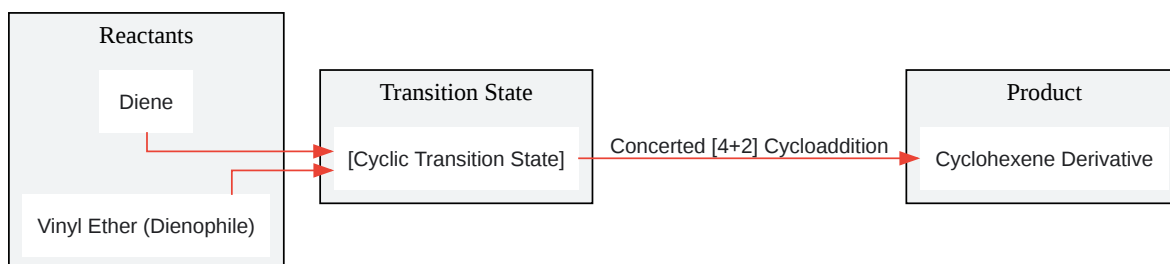 Reactants
Diene
Vinyl Ether (Dienophile)
Transition State
[Cyclic Transition State]
Concerted [4+2] Cycloaddition
Product
Cyclohexene Derivative